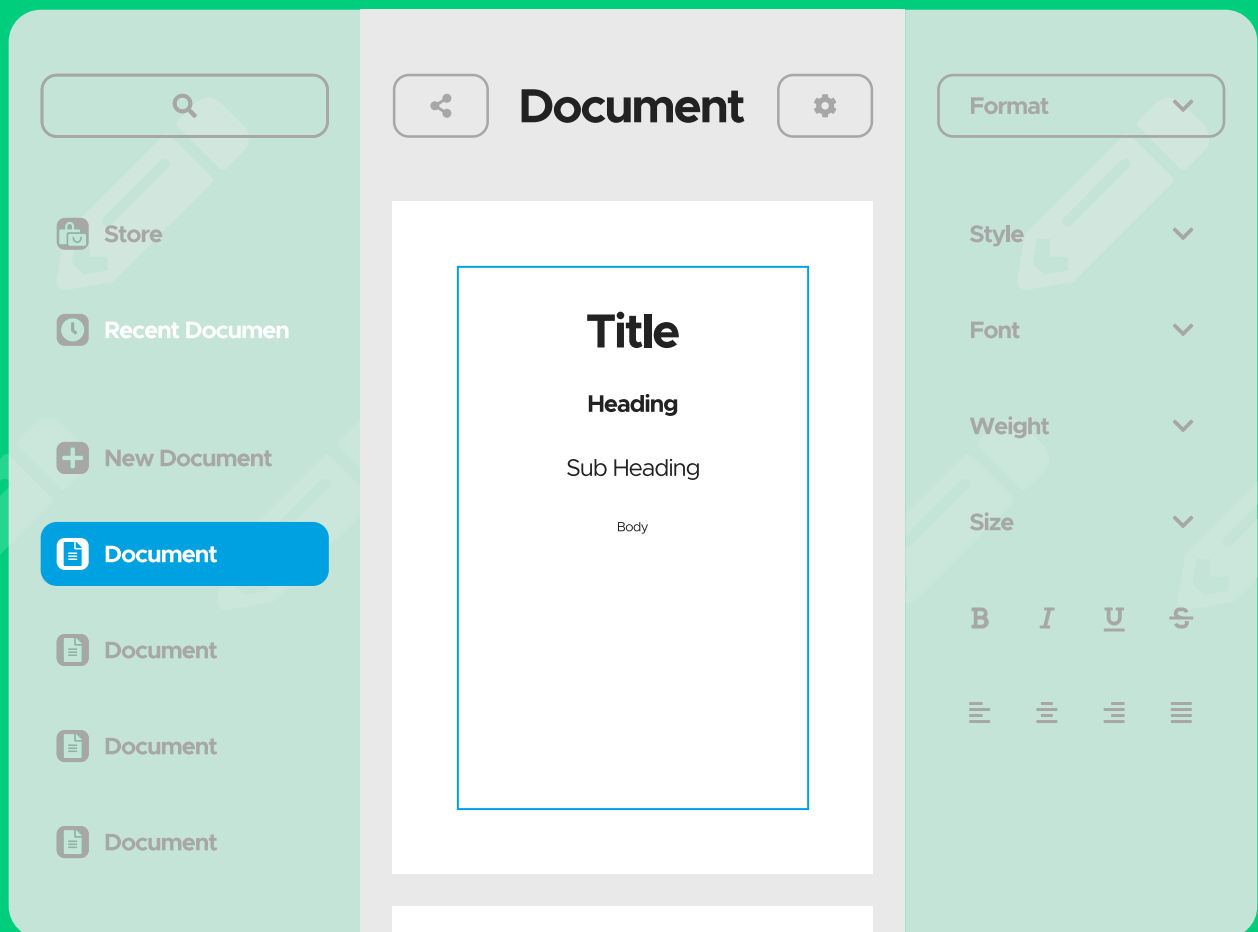 Store
Recent Documen
New Document
Document
Document
Document
Document
Document
Title
Heading
Sub Heading
Body
Format
Style
Font
Weight
Size
B I U S